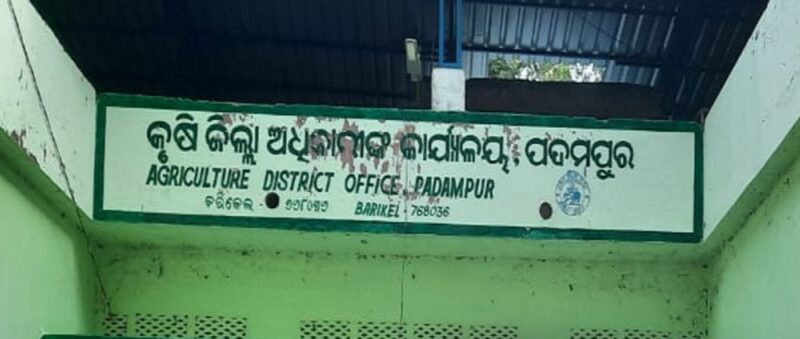 କୃଷି ଜିଲ୍ଲା ଅଧିକାରୀଙ୍କ କାର୍ଯ୍ୟାଳୟ, ପଦମପୁର
AGRICULTURE DISTRICT OFFICE, PADAMPUR
ବରିକେଲ - ୭୬୮୦୩୬ BARIKEL - 768036